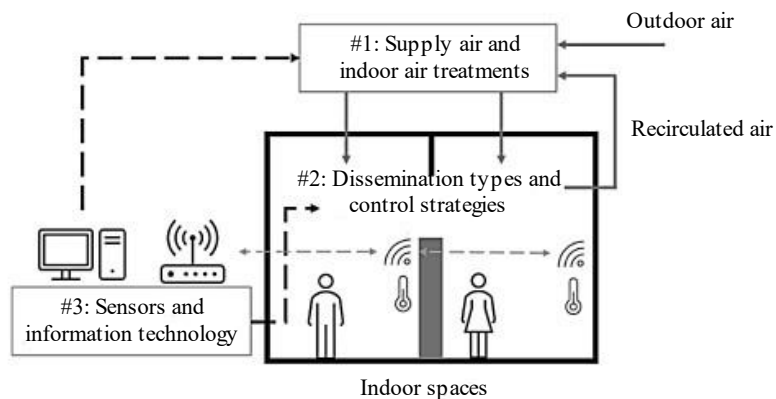 Outdoor air
#1: Supply air and
indoor air treatments
Recirculated air
#2: Dissemination types and
control strategies
#3: Sensors and
information technology
Indoor spaces